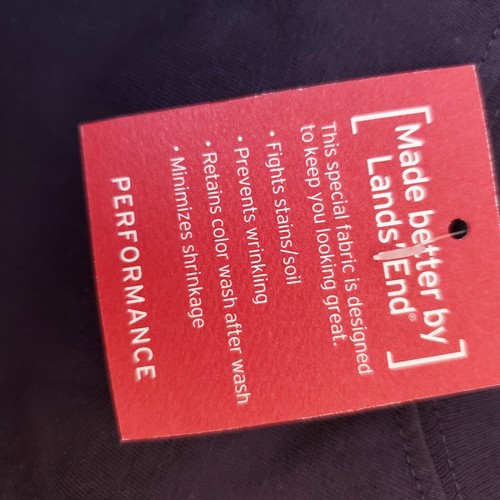 [Made better by
Lands' End®]
This special fabric is designed
to keep you looking great.
• Fights stains/soil
• Prevents wrinkling
• Retains color wash after wash
• Minimizes shrinkage
PERFORMANCE